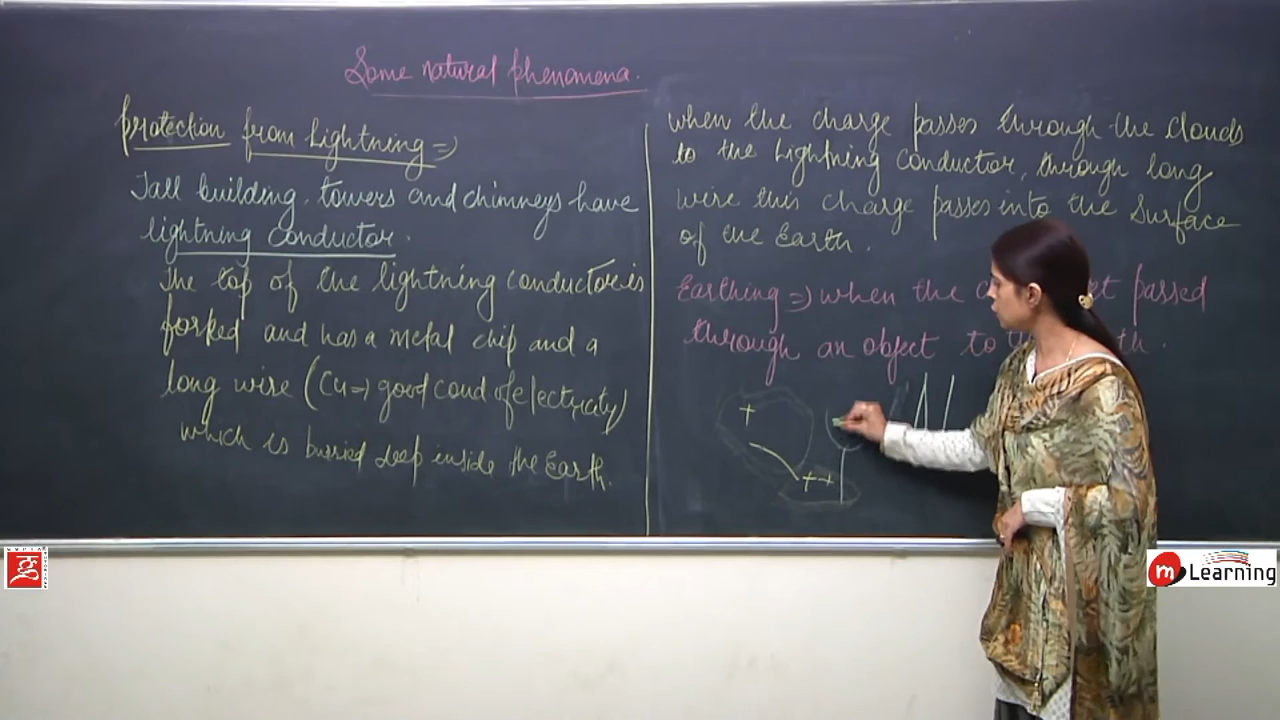 Some natural phenomena.
protection from Lightning ⇒
Tall building, towers and chimneys have
lightning conductor.
The top of the lightning conductor is
forked and has a metal chip and a
long wire (Cu ⇒ good cond of electricity)
which is burried deep inside the Earth.
when the charge passes through the clouds
to the Lightning conductor, through long
wire this charge passes into the Surface
of the Earth.
Earthing ⇒ when the passed
through an object to
+
++
m Learning